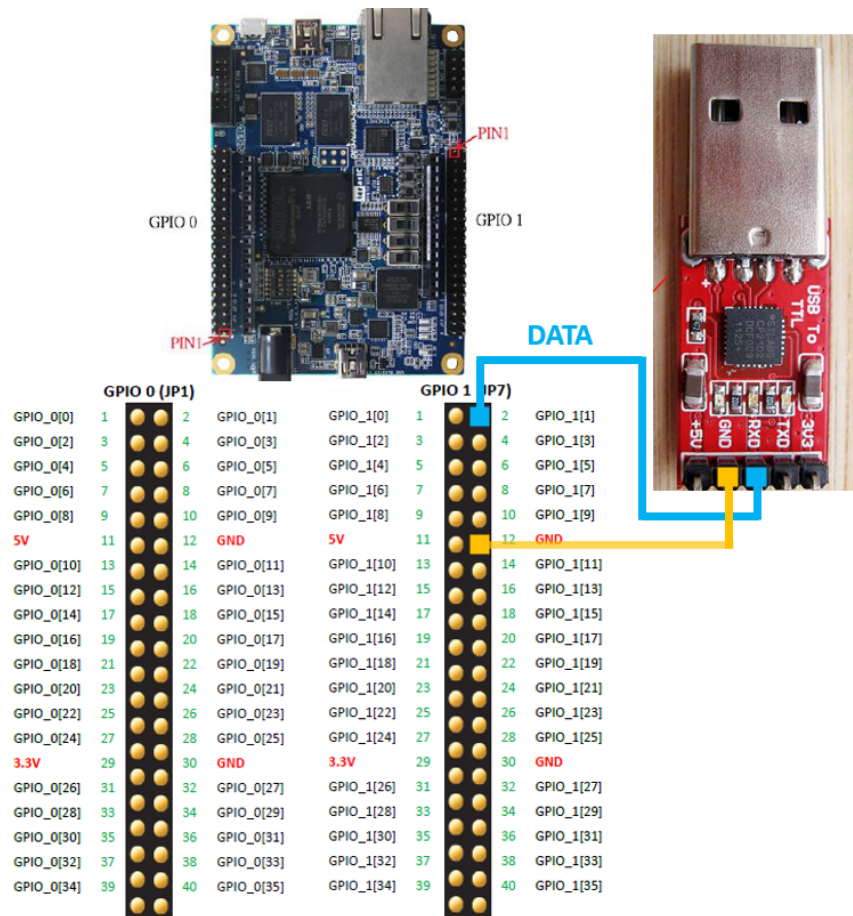 PIN1
GPIO 0
GPIO 1
PIN1
USB To
TTL
+
DATA
+5V
GND
RXD
TXD
3V3
GPIO 0 (JP1)
GPIO 1 (JP7)
GPIO_0[0] 1 2 GPIO_0[1] GPIO_1[0] 1 2 GPIO_1[1]
GPIO_0[2] 3 4 GPIO_0[3] GPIO_1[2] 3 4 GPIO_1[3]
GPIO_0[4] 5 6 GPIO_0[5] GPIO_1[4] 5 6 GPIO_1[5]
GPIO_0[6] 7 8 GPIO_0[7] GPIO_1[6] 7 8 GPIO_1[7]
GPIO_0[8] 9 10 GPIO_0[9] GPIO_1[8] 9 10 GPIO_1[9]
5V 11 12 GND 5V 11 12 GND
GPIO_0[10] 13 14 GPIO_0[11] GPIO_1[10] 13 14 GPIO_1[11]
GPIO_0[12] 15 16 GPIO_0[13] GPIO_1[12] 15 16 GPIO_1[13]
GPIO_0[14] 17 18 GPIO_0[15] GPIO_1[14] 17 18 GPIO_1[15]
GPIO_0[16] 19 20 GPIO_0[17] GPIO_1[16] 19 20 GPIO_1[17]
GPIO_0[18] 21 22 GPIO_0[19] GPIO_1[18] 21 22 GPIO_1[19]
GPIO_0[20] 23 24 GPIO_0[21] GPIO_1[20] 23 24 GPIO_1[21]
GPIO_0[22] 25 26 GPIO_0[23] GPIO_1[22] 25 26 GPIO_1[23]
GPIO_0[24] 27 28 GPIO_0[25] GPIO_1[24] 27 28 GPIO_1[25]
3.3V 29 30 GND 3.3V 29 30 GND
GPIO_0[26] 31 32 GPIO_0[27] GPIO_1[26] 31 32 GPIO_1[27]
GPIO_0[28] 33 34 GPIO_0[29] GPIO_1[28] 33 34 GPIO_1[29]
GPIO_0[30] 35 36 GPIO_0[31] GPIO_1[30] 35 36 GPIO_1[31]
GPIO_0[32] 37 38 GPIO_0[33] GPIO_1[32] 37 38 GPIO_1[33]
GPIO_0[34] 39 40 GPIO_0[35] GPIO_1[34] 39 40 GPIO_1[35]